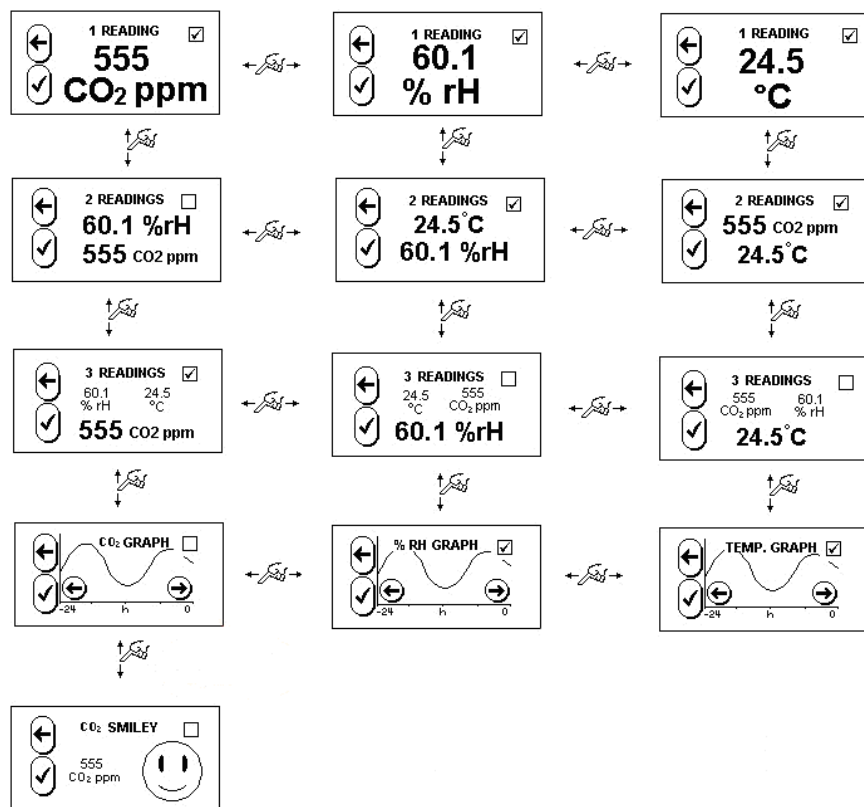 1 READING
555
CO₂ ppm
1 READING
60.1
% rH
1 READING
24.5
°C
2 READINGS
60.1 %rH
555 CO2 ppm
2 READINGS
24.5°C
60.1 %rH
2 READINGS
555 CO2 ppm
24.5°C
3 READINGS
60.1 24.5
% rH °C
555 CO2 ppm
3 READINGS
24.5 555
°C CO₂ ppm
60.1 %rH
3 READINGS
555 60.1
CO₂ ppm % rH
24.5°C
CO₂ GRAPH
-24 h 0
% RH GRAPH
-24 h 0
TEMP. GRAPH
-24 h 0
CO₂ SMILEY
555
CO₂ ppm